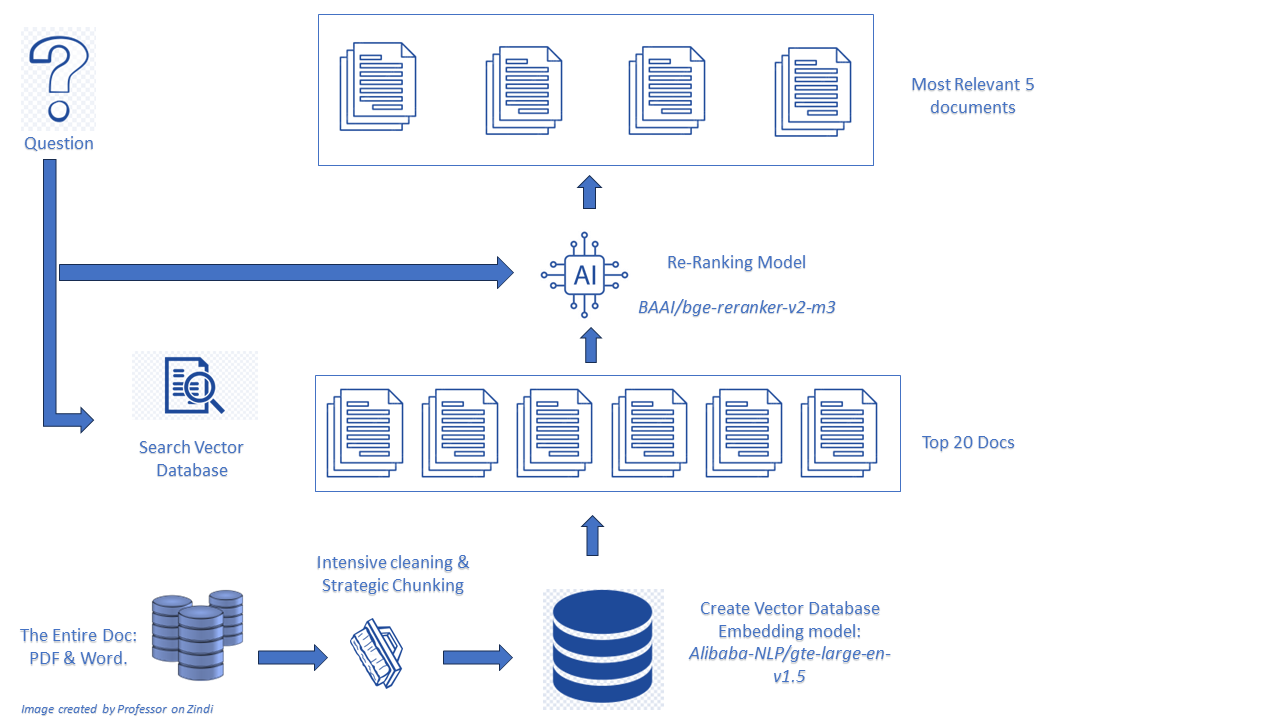 Question
Most Relevant 5
documents
AI
Re-Ranking Model
BAAI/bge-reranker-v2-m3
Search Vector
Database
Top 20 Docs
Intensive cleaning &
Strategic Chunking
The Entire Doc:
PDF & Word.
Create Vector Database
Embedding model:
Alibaba-NLP/gte-large-en-
v1.5
Image created by Professor on Zindi